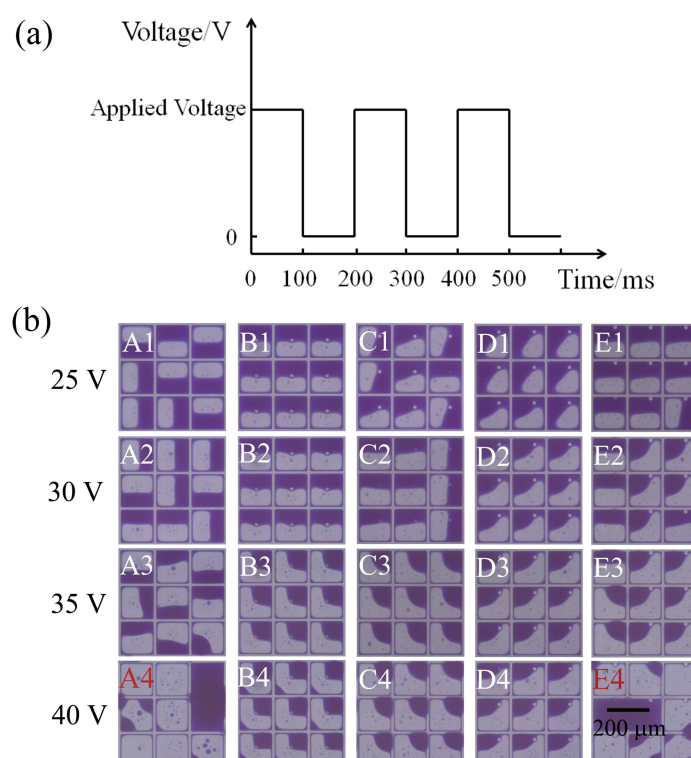 (a)
Voltage/V
Applied Voltage
0
0 100 200 300 400 500 Time/ms
(b)
25 V
A1 B1 C1 D1 E1
30 V
A2 B2 C2 D2 E2
35 V
A3 B3 C3 D3 E3
40 V
A4 B4 C4 D4 E4
200 μm